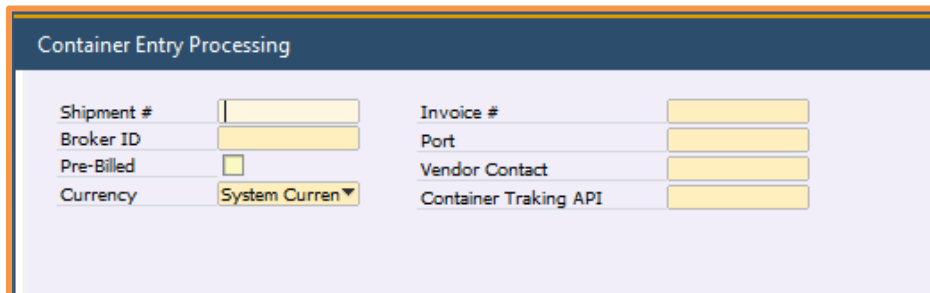 Container Entry Processing
Shipment #
Invoice #
Broker ID
Port
Pre-Billed
Vendor Contact
Currency
System Curren
Container Traking API